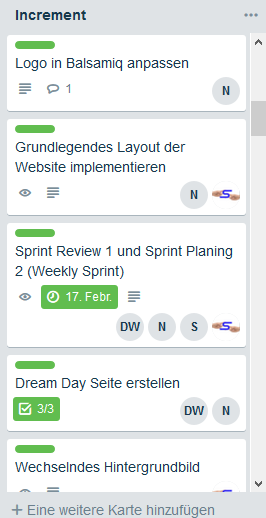 Increment
Logo in Balsamiq anpassen
1
N
Grundlegendes Layout der
Website implementieren
N
S
Sprint Review 1 und Sprint Planing
2 (Weekly Sprint)
17. Febr.
DW N S S
Dream Day Seite erstellen
3/3
DW N
Wechselndes Hintergrundbild
+ Eine weitere Karte hinzufügen